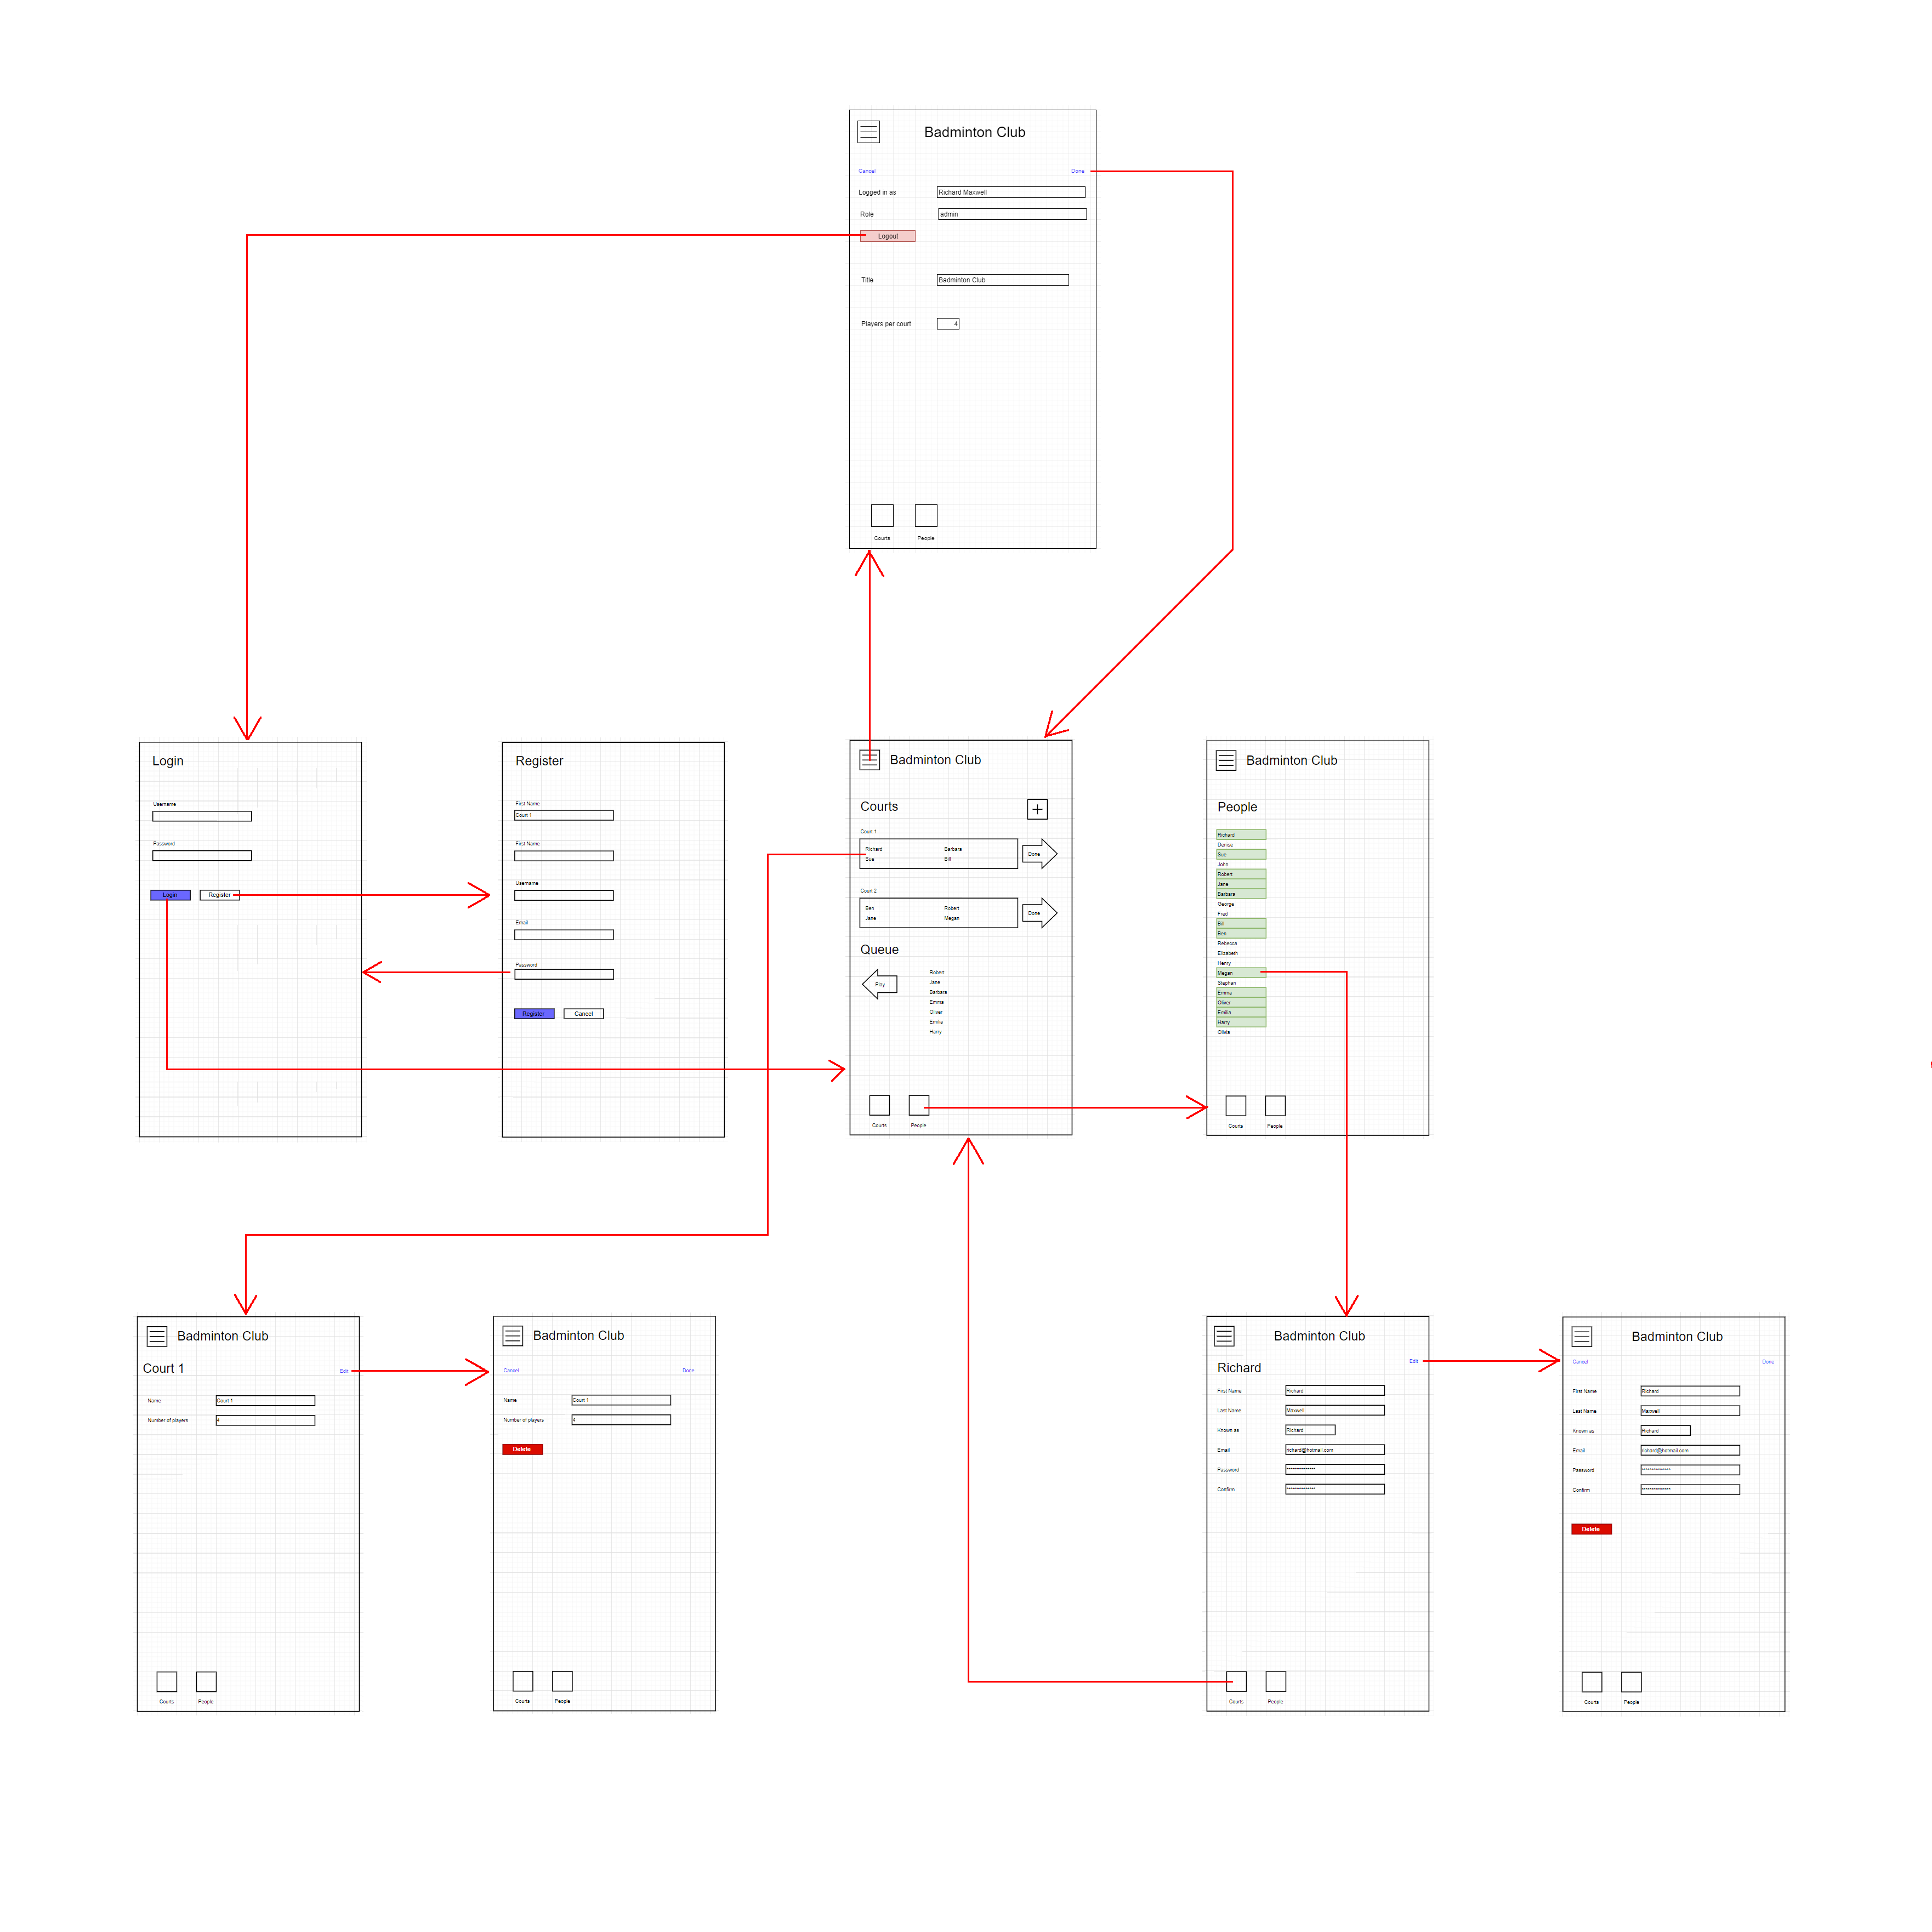 Badminton Club
Cancel Done
Logged in as Richard Maxwell
Role admin
Logout
Title Badminton Club
Players per court 4
Courts People
Login
Username
Password
Login Register
Register
First Name
Court 1
First Name
Username
Email
Password
Register Cancel
Badminton Club
Courts
Court 1
Richard Barbara
Sue Bill
Done
Court 2
Ben Robert
Jane Megan
Done
Queue
Play
Robert
Jane
Barbara
Emma
Oliver
Emilia
Harry
Courts People
Badminton Club
People
Richard
Denise
Sue
John
Robert
Jane
Barbara
George
Fred
Bill
Ben
Rebecca
Elizabeth
Henry
Megan
Stephan
Emma
Oliver
Emilia
Harry
Olivia
Courts People
Badminton Club
Court 1 Edit
Name Court 1
Number of players 4
Courts People
Badminton Club
Cancel Done
Name Court 1
Number of players 4
Delete
Courts People
Badminton Club
Edit
Richard
First Name Richard
Last Name Maxwell
Known as Richard
Email richard@hotmail.com
Password **************
Confirm **************
Courts People
Badminton Club
Cancel Done
First Name Richard
Last Name Maxwell
Known as Richard
Email richard@hotmail.com
Password **************
Confirm **************
Delete
Courts People